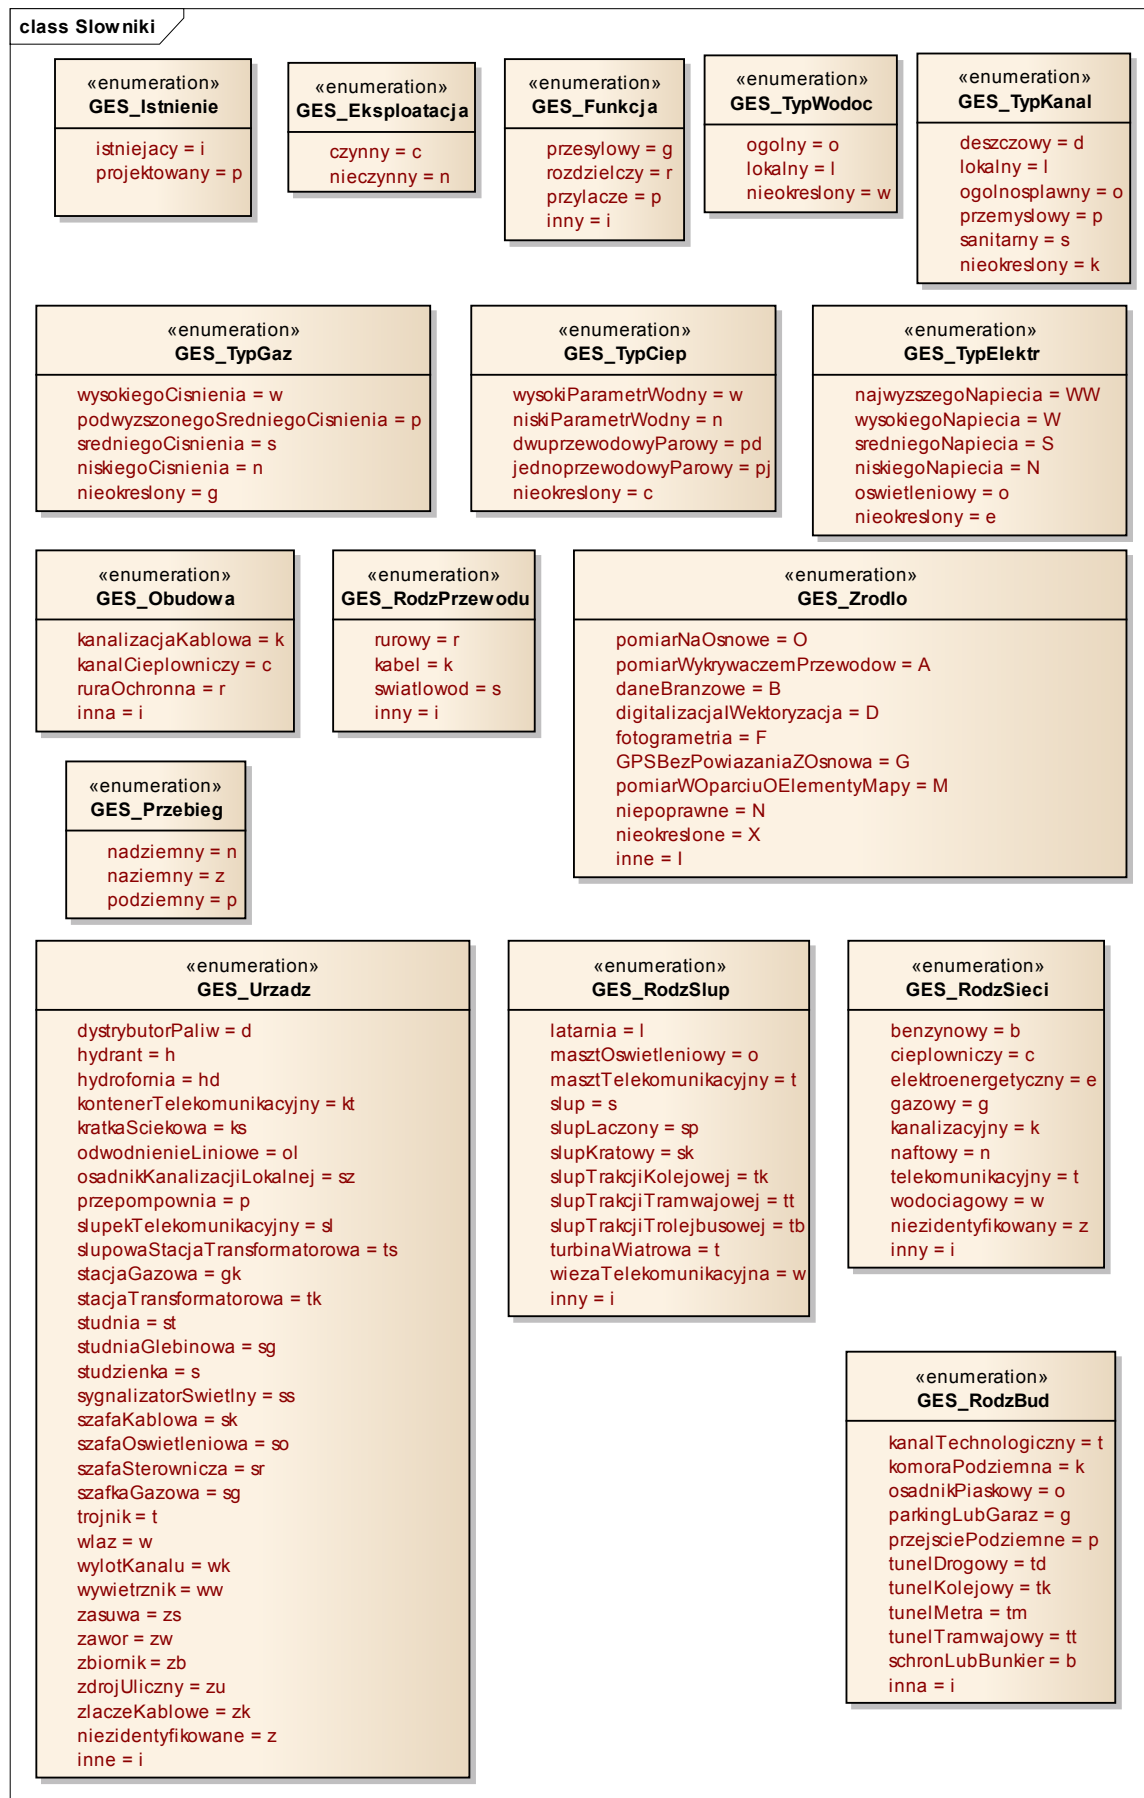 class Slowniki
«enumeration»
GES_Istnienie
istniejacy = i
projektowany = p
«enumeration»
GES_Eksploatacja
czynny = c
nieczynny = n
«enumeration»
GES_Funkcja
przesylowy = g
rozdzielczy = r
przylacze = p
inny = i
«enumeration»
GES_TypWodoc
ogolny = o
lokalny = l
nieokreslony = w
«enumeration»
GES_TypKanal
deszczowy = d
lokalny = l
ogolnosplawny = o
przemyslowy = p
sanitarny = s
nieokreslony = k
«enumeration»
GES_TypGaz
wysokiegoCisnienia = w
podwyzszonegoSredniegoCisnienia = p
sredniegoCisnienia = s
niskiegoCisnienia = n
nieokreslony = g
«enumeration»
GES_TypCiep
wysokiParametrWodny = w
niskiParametrWodny = n
dwuprzewodowyParowy = pd
jednoprzewodowyParowy = pj
nieokreslony = c
«enumeration»
GES_TypElektr
najwyzszegoNapiecia = WW
wysokiegoNapiecia = W
sredniegoNapiecia = S
niskiegoNapiecia = N
oswietleniowy = o
nieokreslony = e
«enumeration»
GES_Obudowa
kanalizacjaKablowa = k
kanalCieplowniczy = c
ruraOchronna = r
inna = i
«enumeration»
GES_RodzPrzewodu
rurowy = r
kabel = k
swiatlowod = s
inny = i
«enumeration»
GES_Zrodlo
pomiarNaOsnowe = O
pomiarWykrywaczemPrzewodow = A
daneBranzowe = B
digitalizacjaIWektoryzacja = D
fotogrametria = F
GPSBezPowiazaniaZOsnowa = G
pomiarWOparciuOElementyMapy = M
niepoprawne = N
nieokreslone = X
inne = I
«enumeration»
GES_Przebieg
nadziemny = n
naziemny = z
podziemny = p
«enumeration»
GES_Urzadz
dystrybutorPaliw = d
hydrant = h
hydrofornia = hd
kontenerTelekomunikacyjny = kt
kratkaSciekowa = ks
odwodnienieLiniowe = ol
osadnikKanalizacjiLokalnej = sz
przepompownia = p
slupekTelekomunikacyjny = sl
slupowaStacjaTransformatorowa = ts
stacjaGazowa = gk
stacjaTransformatorowa = tk
studnia = st
studniaGlebinowa = sg
studzienka = s
sygnalizatorSwietlny = ss
szafaKablowa = sk
szafaOswietleniowa = so
szafaSterownicza = sr
szafkaGazowa = sg
trojnik = t
wlaz = w
wylotKanalu = wk
wywietrznik = ww
zasuwa = zs
zawor = zw
zbiornik = zb
zdrojUliczny = zu
zlaczeKablowe = zk
niezidentyfikowane = z
inne = i
«enumeration»
GES_RodzSlup
latarnia = l
masztOswietleniowy = o
masztTelekomunikacyjny = t
slup = s
slupLaczony = sp
slupKratowy = sk
slupTrakcjiKolejowej = tk
slupTrakcjiTramwajowej = tt
slupTrakcjiTrolejbusowej = tb
turbinaWiatrowa = t
wiezaTelekomunikacyjna = w
inny = i
«enumeration»
GES_RodzSieci
benzynowy = b
cieplowniczy = c
elektroenergetyczny = e
gazowy = g
kanalizacyjny = k
naftowy = n
telekomunikacyjny = t
wodociagowy = w
niezidentyfikowany = z
inny = i
«enumeration»
GES_RodzBud
kanalTechnologiczny = t
komoraPodziemna = k
osadnikPiaskowy = o
parkingLubGaraz = g
przejsciePodziemne = p
tunelDrogowy = td
tunelKolejowy = tk
tunelMetra = tm
tunelTramwajowy = tt
schronLubBunkier = b
inna = i